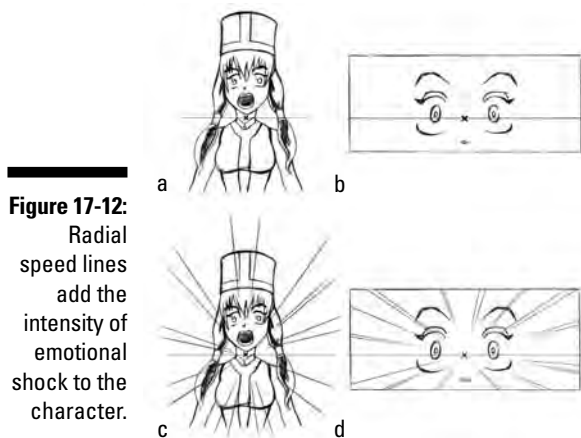 a
b
Figure 17-12:
Radial
speed lines
add the
intensity of
emotional
shock to the
character.
c
d